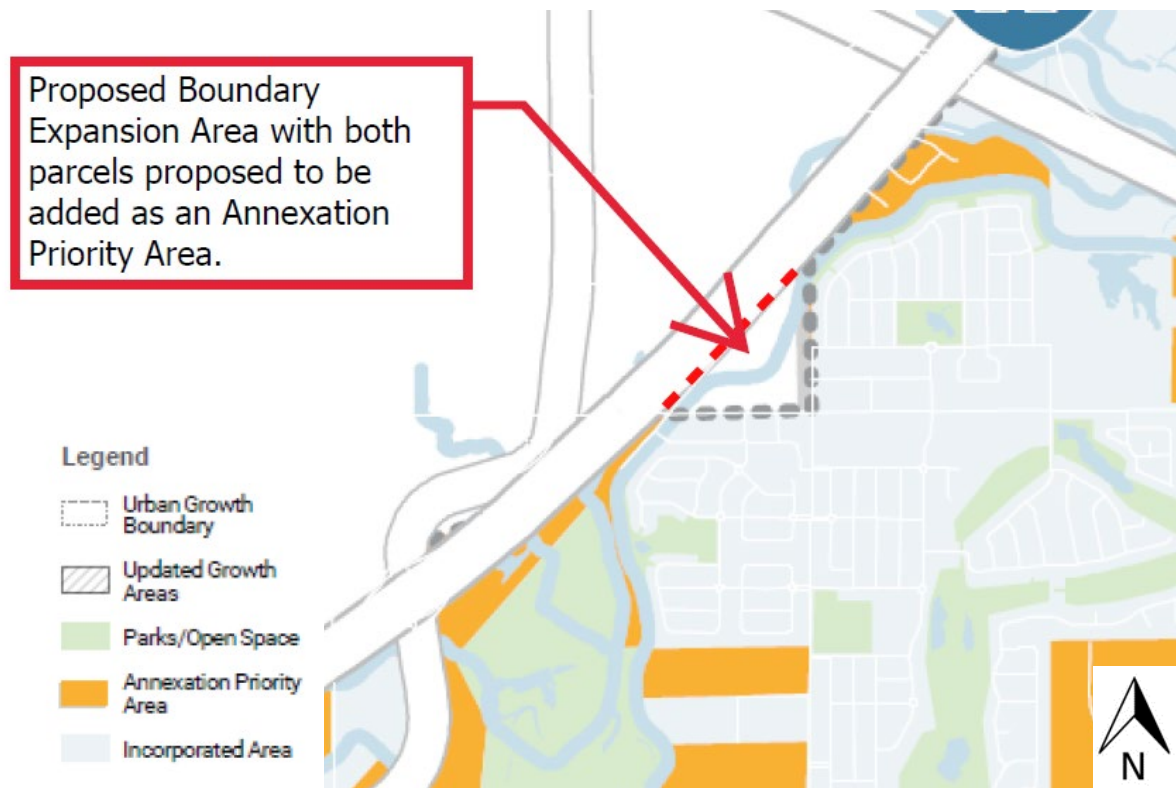 Proposed Boundary
Expansion Area with both
parcels proposed to be
added as an Annexation
Priority Area.
Legend
Urban Growth
Boundary
Updated Growth
Areas
Parks/Open Space
Annexation Priority
Area
Incorporated Area
N